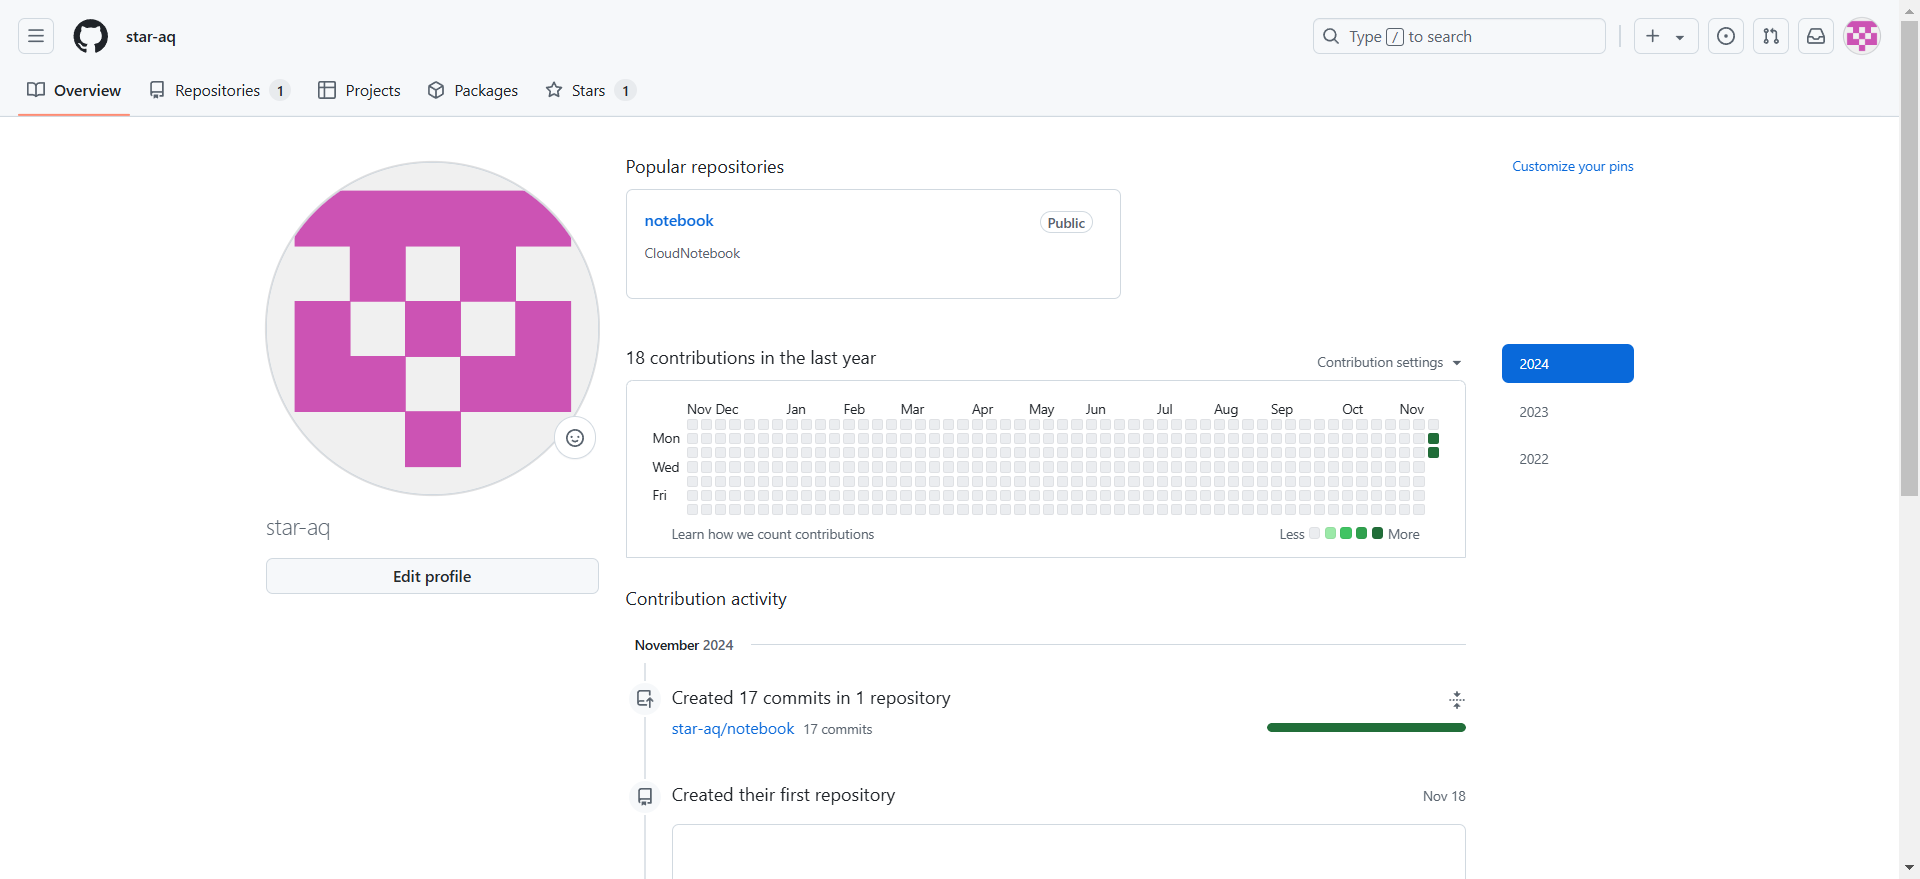 star-aq
Type / to search
Overview Repositories 1 Projects Packages Stars 1
Popular repositories
Customize your pins
notebook Public
CloudNotebook
18 contributions in the last year
Contribution settings
2024
2023
2022
Nov Dec Jan Feb Mar Apr May Jun Jul Aug Sep Oct Nov
Mon
Wed
Fri
Learn how we count contributions
Less More
star-aq
Edit profile
Contribution activity
November 2024
Created 17 commits in 1 repository
star-aq/notebook 17 commits
Created their first repository
Nov 18